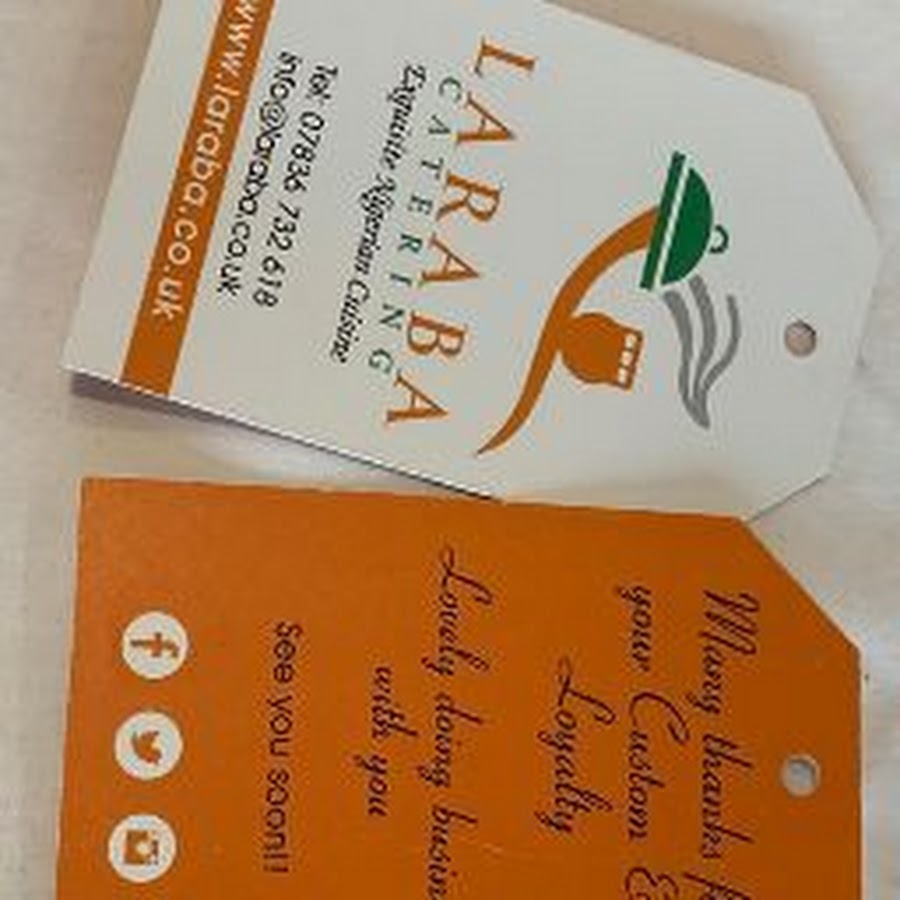 LARABA
CATERING
Exquisite Nigerian Cuisine
Tel: 07836 732 618
info@laraba.co.uk
www.laraba.co.uk
Many thanks
your Custom &
Loyalty
Lovely doing
with you
See you soon!!